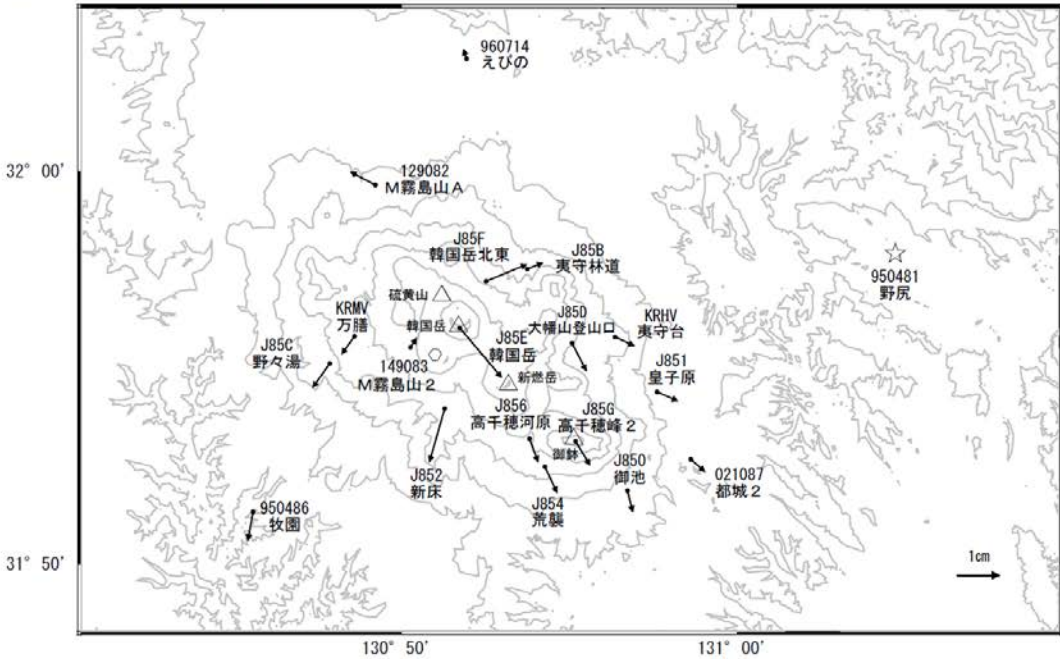 960714
えびの
32° 00'
129082
M霧島山A
J85F
韓国岳北東
J85B
夷守林道
950481
野尻
硫黄山
KRMV
万膳
韓国岳
J85D
大幡山登山口
KRHV
夷守台
J85C
野々湯
J85E
韓国岳
149083
M霧島山2
新燃岳
J851
皇子原
J856
高千穂河原
J85G
高千穂峰2
御鉢
J852
新床
J850
御池
021087
都城2
J854
荒襲
950486
牧園
31° 50'
1cm
130° 50'
131° 00'